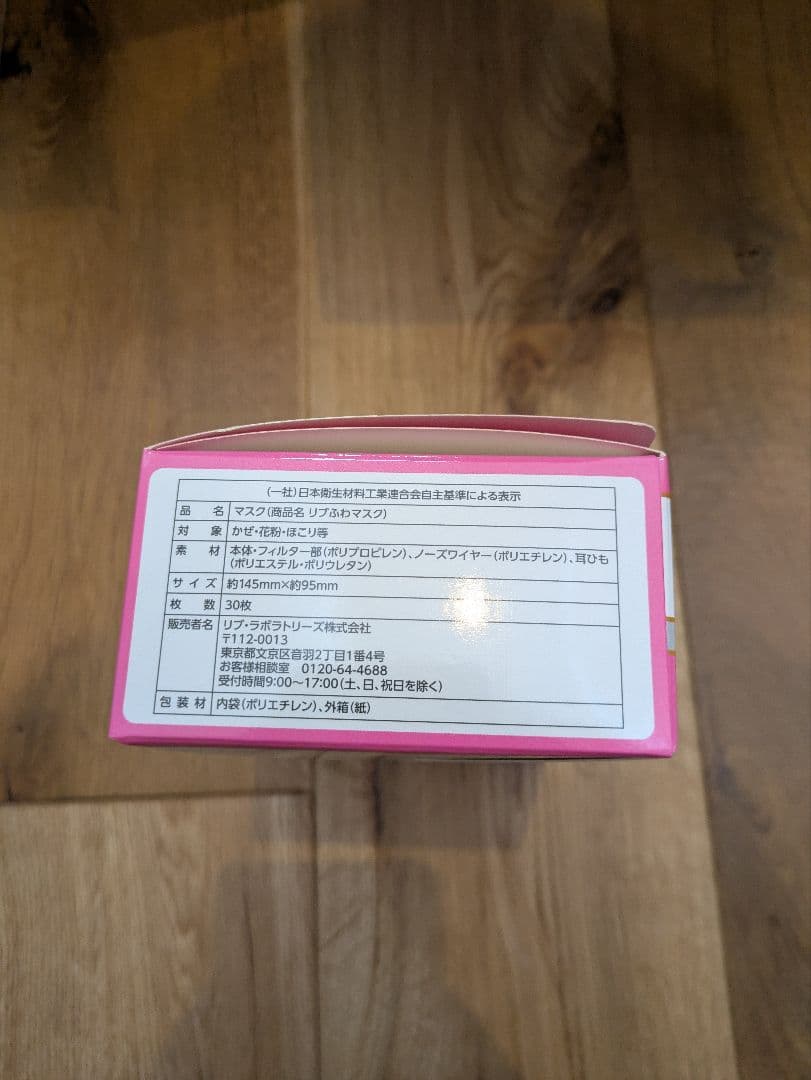 (一社)日本衛生材料工業連合会自主基準による表示
品 名 マスク(商品名 リブふわマスク)
対 象 かぜ・花粉・ほこり等
素 材 本体・フィルター部(ポリプロピレン)、ノーズワイヤー(ポリエチレン)、耳ひも
(ポリエステル・ポリウレタン)
サイズ 約145mm×約95mm
枚 数 30枚
販売者名 リブ・ラボラトリーズ株式会社
〒112-0013
東京都文京区音羽2丁目1番4号
お客様相談室 0120-64-4688
受付時間9:00～17:00(土、日、祝日を除く)
包装材 内袋(ポリエチレン)、外箱(紙)